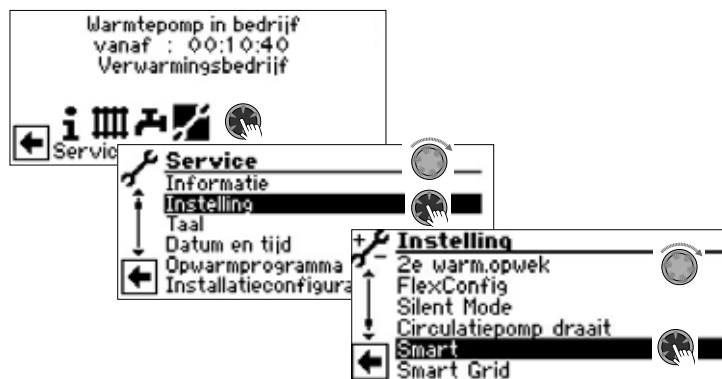 Warmtepomp in bedrijf
vanaf : 00:10:40
Verwarmingsbedrijf
Servic
Service
Informatie
Instelling
Taal
Datum en tijd
Opwarmprogramma
Installatieconfigura
Instelling
2e warm.opwek
FlexConfig
Silent Mode
Circulatiepomp draait
Smart
Smart Grid